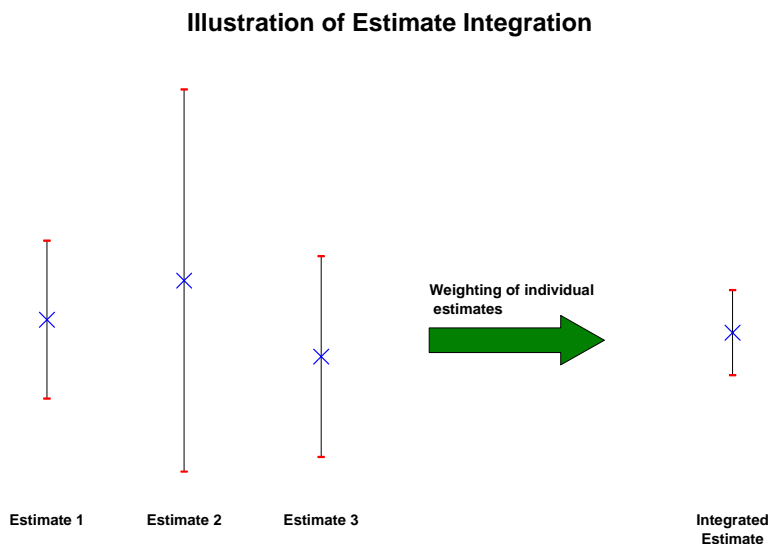 Illustration of Estimate Integration
Weighting of individual
estimates
Estimate 1
Estimate 2
Estimate 3
Integrated
Estimate